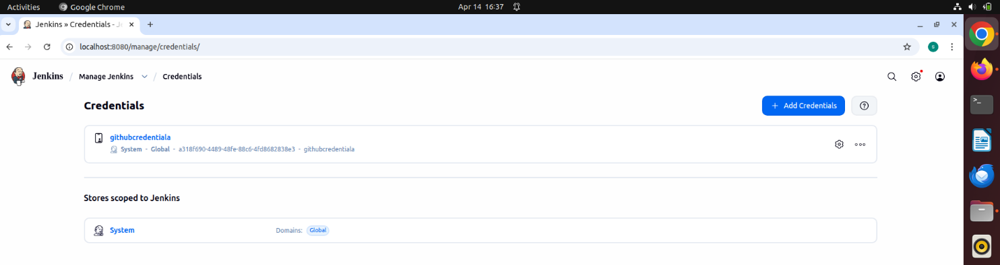 Activities Google Chrome Apr 14 16:37
Jenkins » Credentials - Je
localhost:8080/manage/credentials/ s
Jenkins / Manage Jenkins / Credentials
Credentials + Add Credentials
githubcredentiala
System - Global - a318f690-4489-48fe-88c6-4fd8682838e3 - githubcredentiala
Stores scoped to Jenkins
System Domains: Global